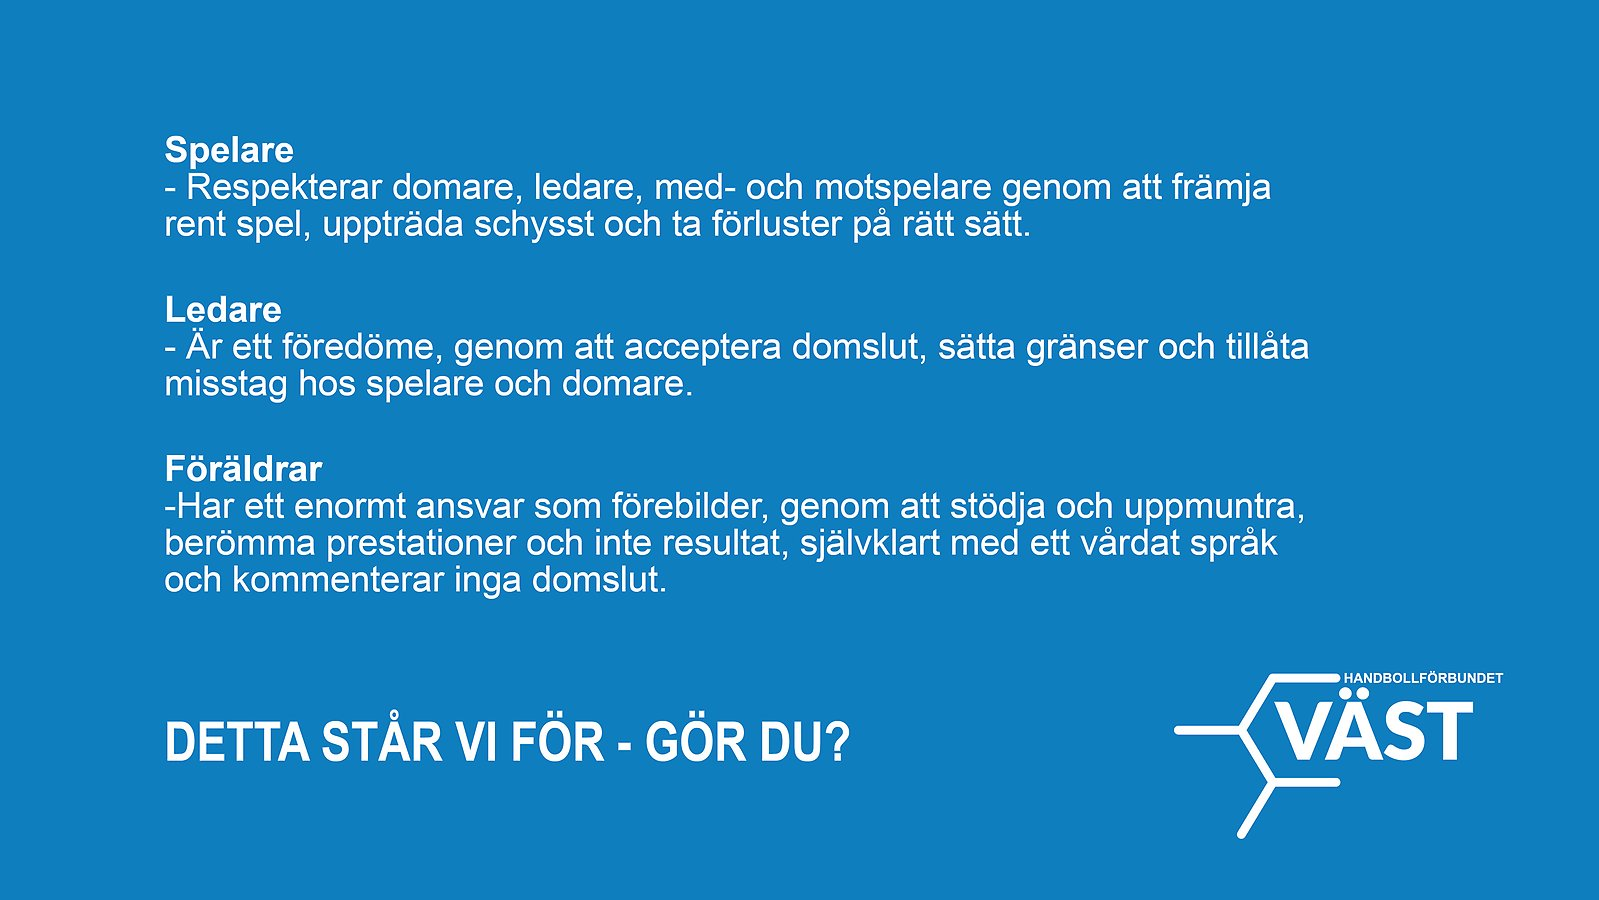 Spelare
- Respekterar domare, ledare, med- och motspelare genom att främja
rent spel, uppträda schysst och ta förluster på rätt sätt.
Ledare
- Är ett föredöme, genom att acceptera domslut, sätta gränser och tillåta
misstag hos spelare och domare.
Föräldrar
-Har ett enormt ansvar som förebilder, genom att stödja och uppmuntra,
berömma prestationer och inte resultat, självklart med ett vårdat språk
och kommenterar inga domslut.
DETTA STÅR VI FÖR - GÖR DU?
HANDBOLLFÖRBUNDET
VÄST